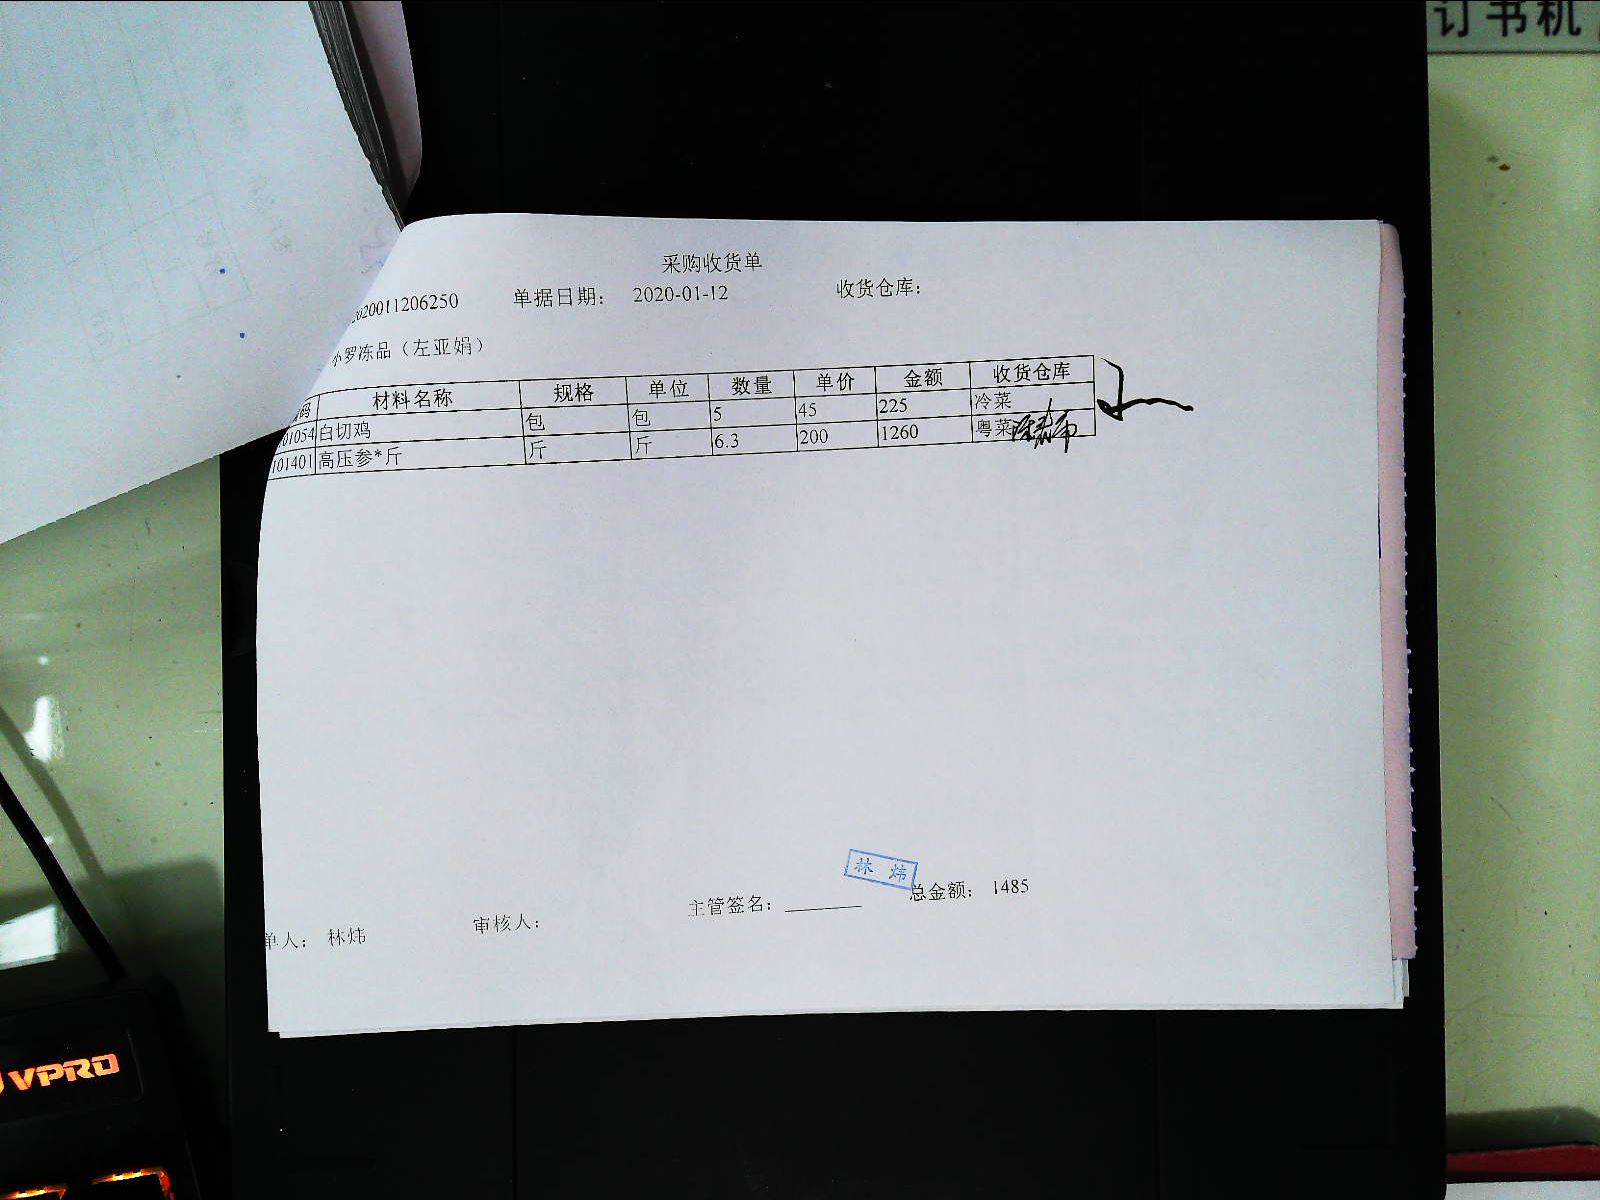 订书机
采购收货单
2020011206250 单据日期： 2020-01-12 收货仓库：
小罗冻品（左亚娟）
码 材料名称 规格 单位 数量 单价 金额 收货仓库
01054 白切鸡 包 包 5 45 225 冷菜
101401 高压参*斤 斤 斤 6.3 200 1260 粤菜
林炜
单人： 林炜 审核人： 主管签名： 总金额： 1485
VPRO